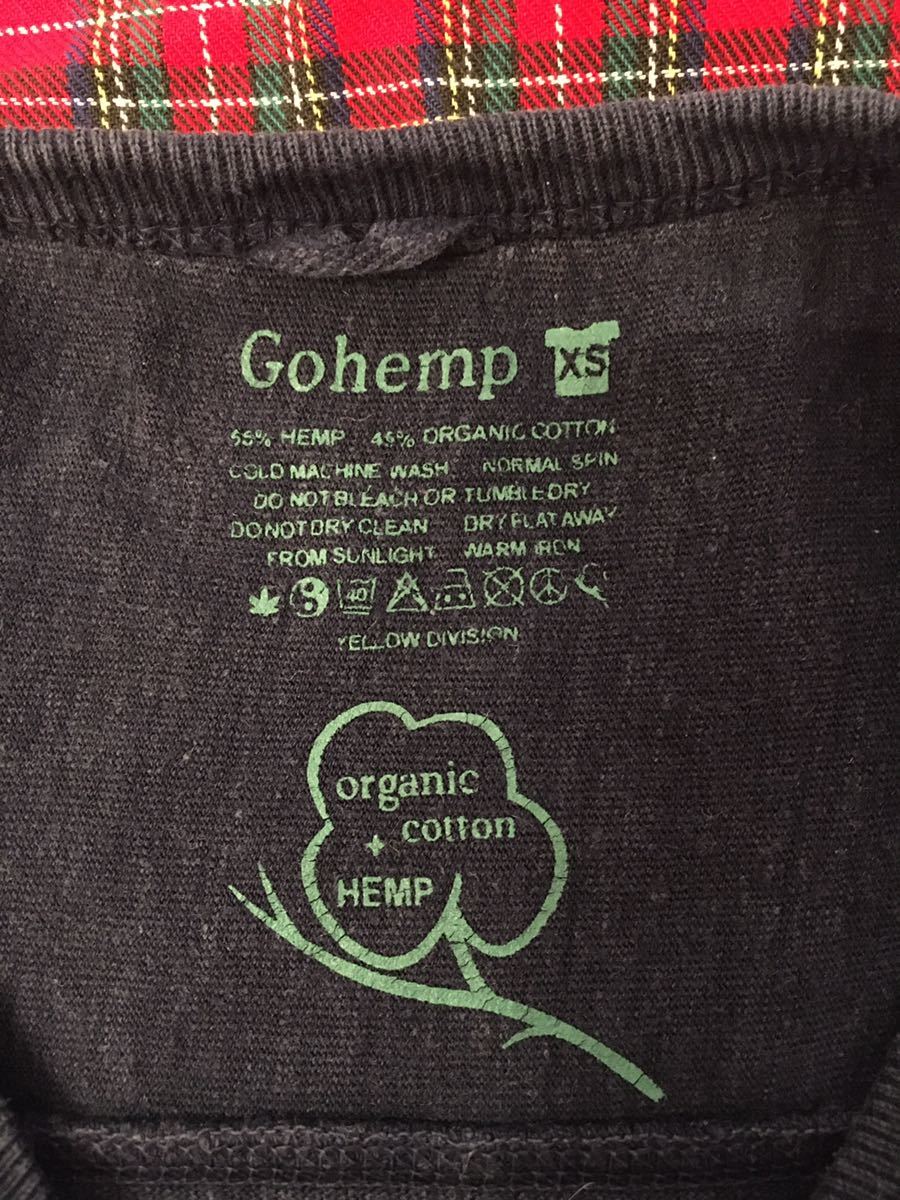 Gohemp XS
55% HEMP 45% ORGANIC COTTON
COLD MACHINE WASH NORMAL SPIN
DO NOT BLEACH OR TUMBLE DRY
DO NOT DRY CLEAN DRY FLAT AWAY
FROM SUNLIGHT WARM IRON
40
YELLOW DIVISION
organic
cotton
+
HEMP